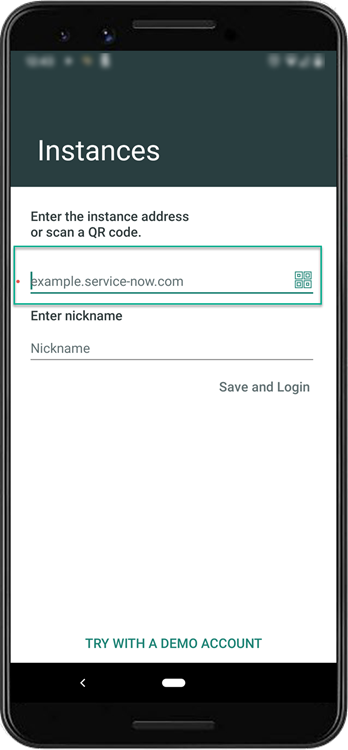 Instances
Enter the instance address
or scan a QR code.
example.service-now.com
Enter nickname
Nickname
Save and Login
TRY WITH A DEMO ACCOUNT